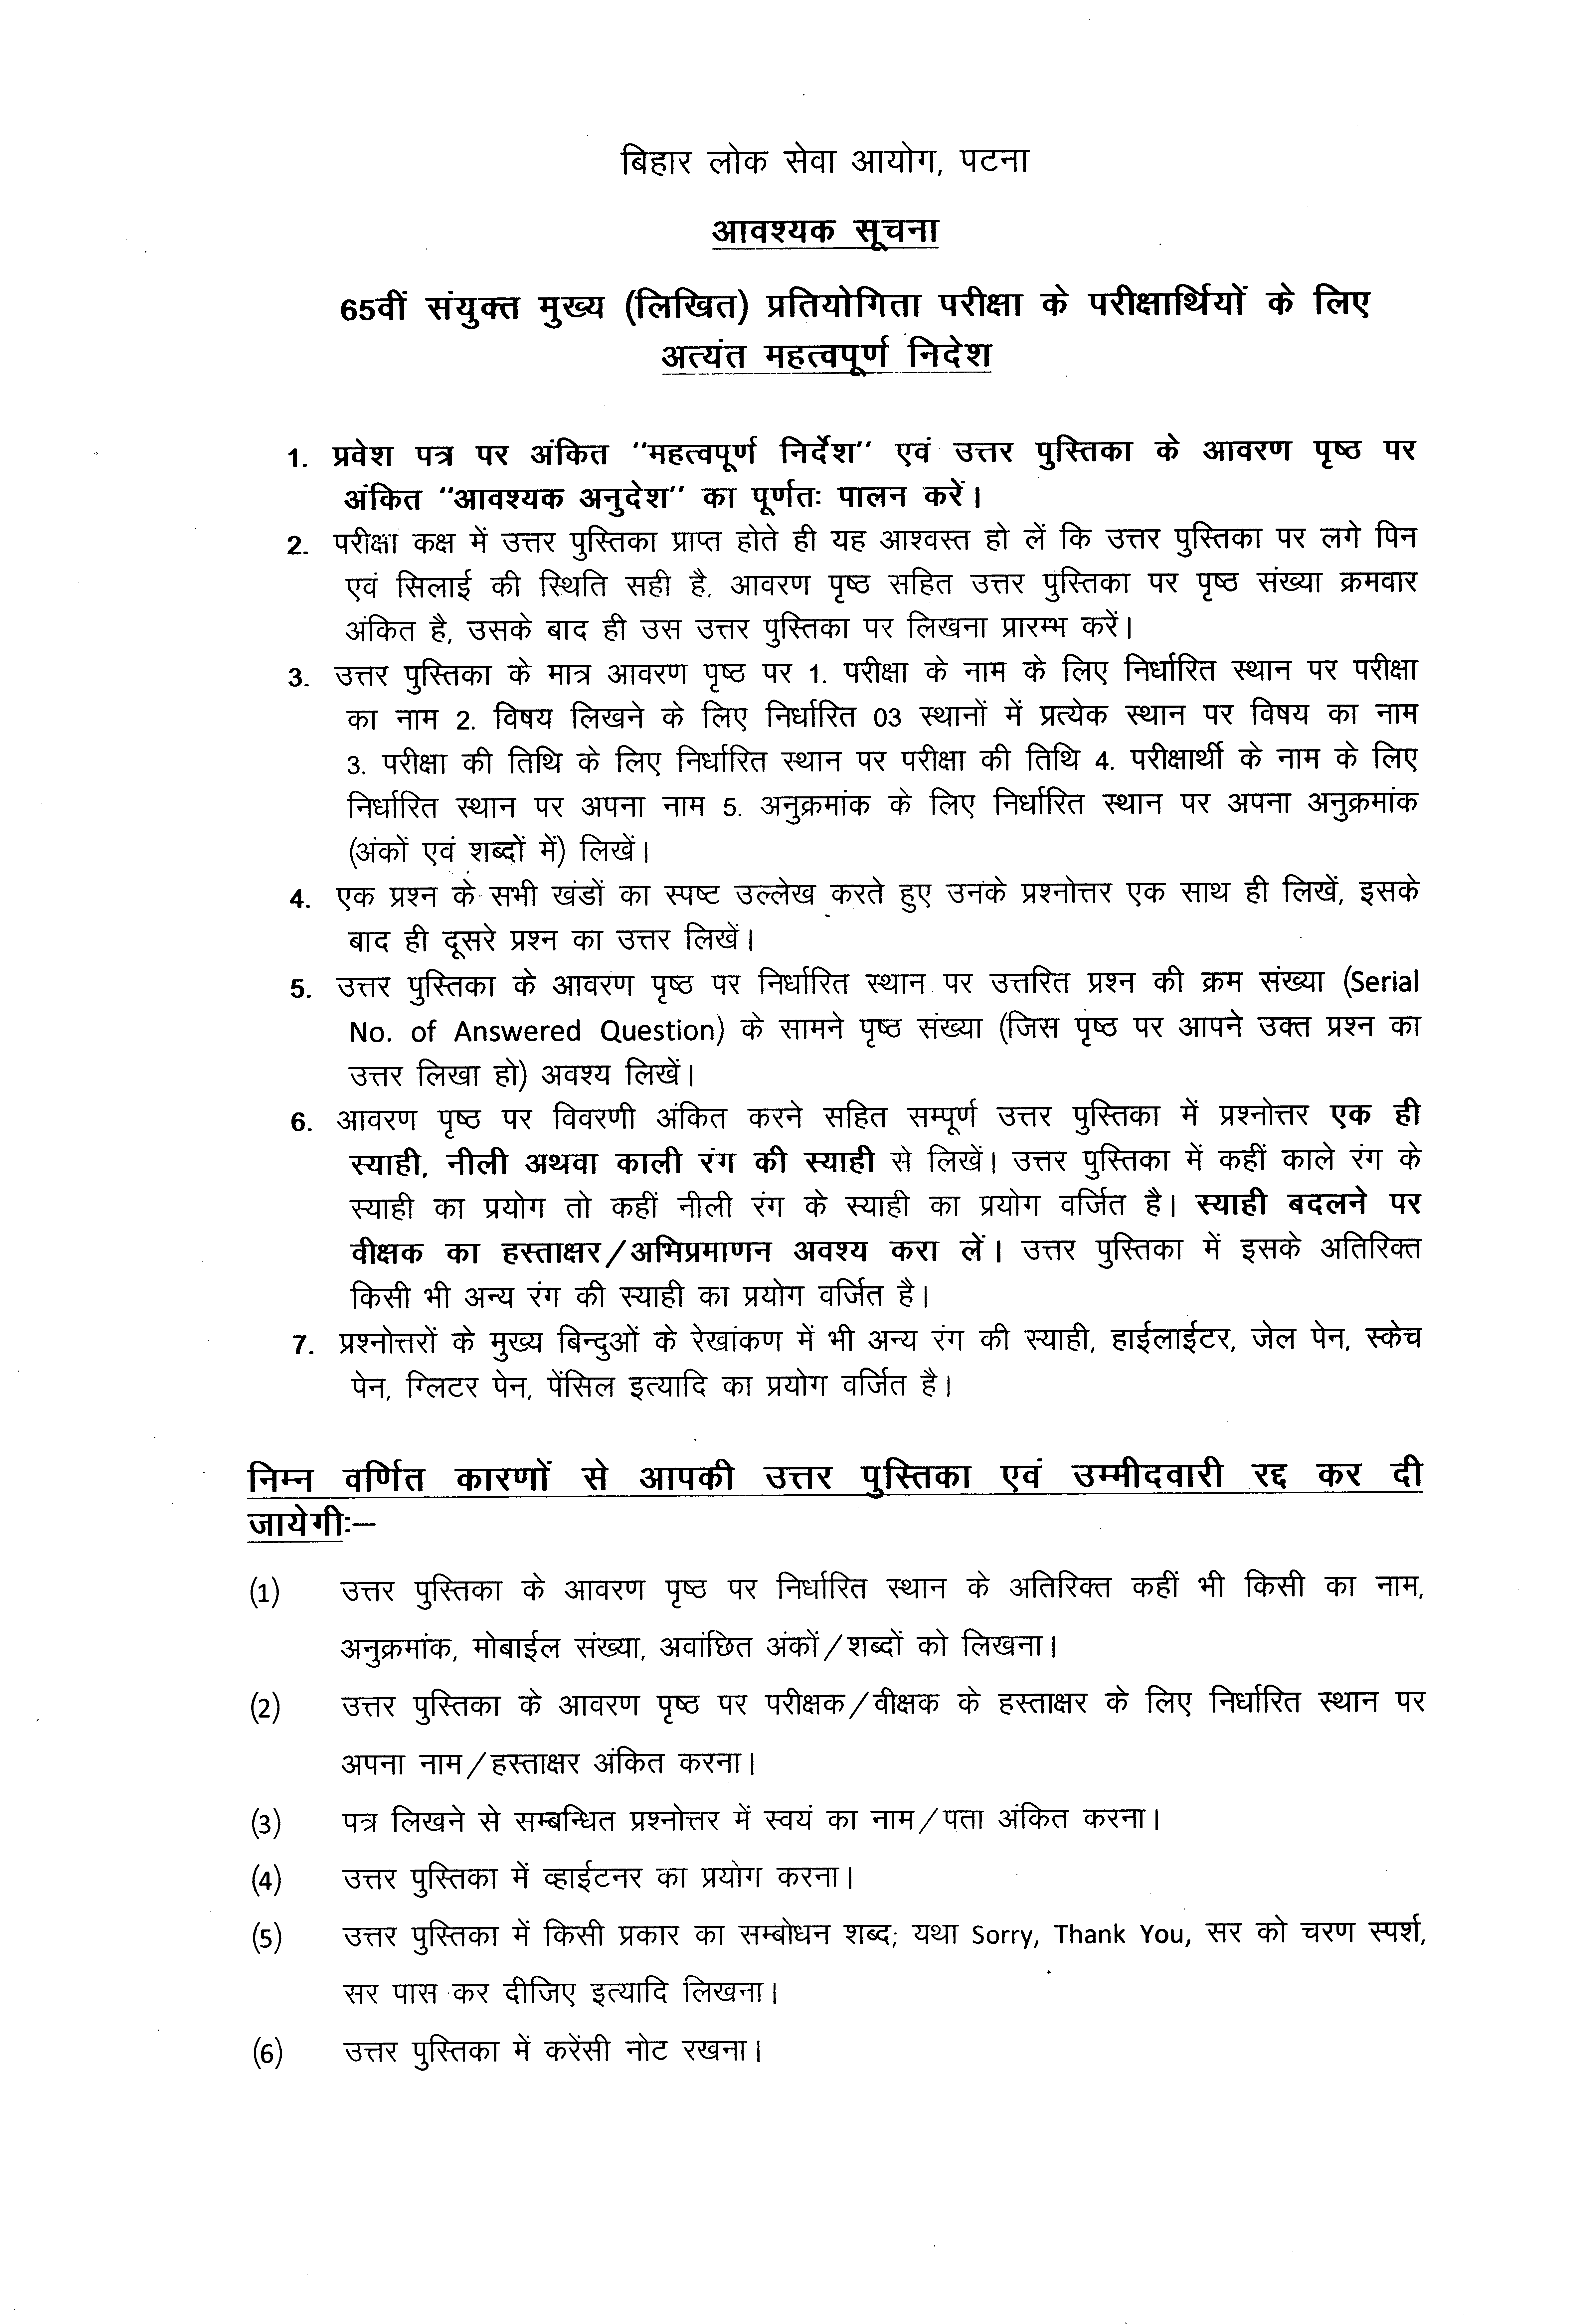 बिहार लोक सेवा आयोग, पटना
आवश्यक सूचना
65वीं संयुक्त मुख्य (लिखित) प्रतियोगिता परीक्षा के परीक्षार्थियों के लिए
अत्यंत महत्वपूर्ण निदेश
1. प्रवेश पत्र पर अंकित "महत्वपूर्ण निर्देश" एवं उत्तर पुस्तिका के आवरण पृष्ठ पर
अंकित "आवश्यक अनुदेश" का पूर्णतः पालन करें।
2. परीक्षा कक्ष में उत्तर पुस्तिका प्राप्त होते ही यह आश्वस्त हो लें कि उत्तर पुस्तिका पर लगे पिन
एवं सिलाई की स्थिति सही है, आवरण पृष्ठ सहित उत्तर पुस्तिका पर पृष्ठ संख्या क्रमवार
अंकित है, उसके बाद ही उस उत्तर पुस्तिका पर लिखना प्रारम्भ करें।
3. उत्तर पुस्तिका के मात्र आवरण पृष्ठ पर 1. परीक्षा के नाम के लिए निर्धारित स्थान पर परीक्षा
का नाम 2. विषय लिखने के लिए निर्धारित 03 स्थानों में प्रत्येक स्थान पर विषय का नाम
3. परीक्षा की तिथि के लिए निर्धारित स्थान पर परीक्षा की तिथि 4. परीक्षार्थी के नाम के लिए
निर्धारित स्थान पर अपना नाम 5. अनुक्रमांक के लिए निर्धारित स्थान पर अपना अनुक्रमांक
(अंकों एवं शब्दों में) लिखें।
4. एक प्रश्न के सभी खंडों का स्पष्ट उल्लेख करते हुए उनके प्रश्नोत्तर एक साथ ही लिखें, इसके
बाद ही दूसरे प्रश्न का उत्तर लिखें।
5. उत्तर पुस्तिका के आवरण पृष्ठ पर निर्धारित स्थान पर उत्तरित प्रश्न की क्रम संख्या (Serial
No. of Answered Question) के सामने पृष्ठ संख्या (जिस पृष्ठ पर आपने उक्त प्रश्न का
उत्तर लिखा हो) अवश्य लिखें।
6. आवरण पृष्ठ पर विवरणी अंकित करने सहित सम्पूर्ण उत्तर पुस्तिका में प्रश्नोत्तर एक ही
स्याही, नीली अथवा काली रंग की स्याही से लिखें। उत्तर पुस्तिका में कहीं काले रंग के
स्याही का प्रयोग तो कहीं नीली रंग के स्याही का प्रयोग वर्जित है। स्याही बदलने पर
वीक्षक का हस्ताक्षर/अभिप्रमाणन अवश्य करा लें। उत्तर पुस्तिका में इसके अतिरिक्त
किसी भी अन्य रंग की स्याही का प्रयोग वर्जित है।
7. प्रश्नोत्तरों के मुख्य बिन्दुओं के रेखांकण में भी अन्य रंग की स्याही, हाईलाईटर, जेल पेन, स्केच
पेन, ग्लिटर पेन, पेंसिल इत्यादि का प्रयोग वर्जित है।
निम्न वर्णित कारणों से आपकी उत्तर पुस्तिका एवं उम्मीदवारी रद्द कर दी
जायेगीः–
(1) उत्तर पुस्तिका के आवरण पृष्ठ पर निर्धारित स्थान के अतिरिक्त कहीं भी किसी का नाम,
अनुक्रमांक, मोबाईल संख्या, अवांछित अंकों/शब्दों को लिखना।
(2) उत्तर पुस्तिका के आवरण पृष्ठ पर परीक्षक/वीक्षक के हस्ताक्षर के लिए निर्धारित स्थान पर
अपना नाम/हस्ताक्षर अंकित करना।
(3) पत्र लिखने से सम्बन्धित प्रश्नोत्तर में स्वयं का नाम/पता अंकित करना।
(4) उत्तर पुस्तिका में व्हाईटनर का प्रयोग करना।
(5) उत्तर पुस्तिका में किसी प्रकार का सम्बोधन शब्द; यथा Sorry, Thank You, सर को चरण स्पर्श,
सर पास कर दीजिए इत्यादि लिखना।
(6) उत्तर पुस्तिका में करेंसी नोट रखना।